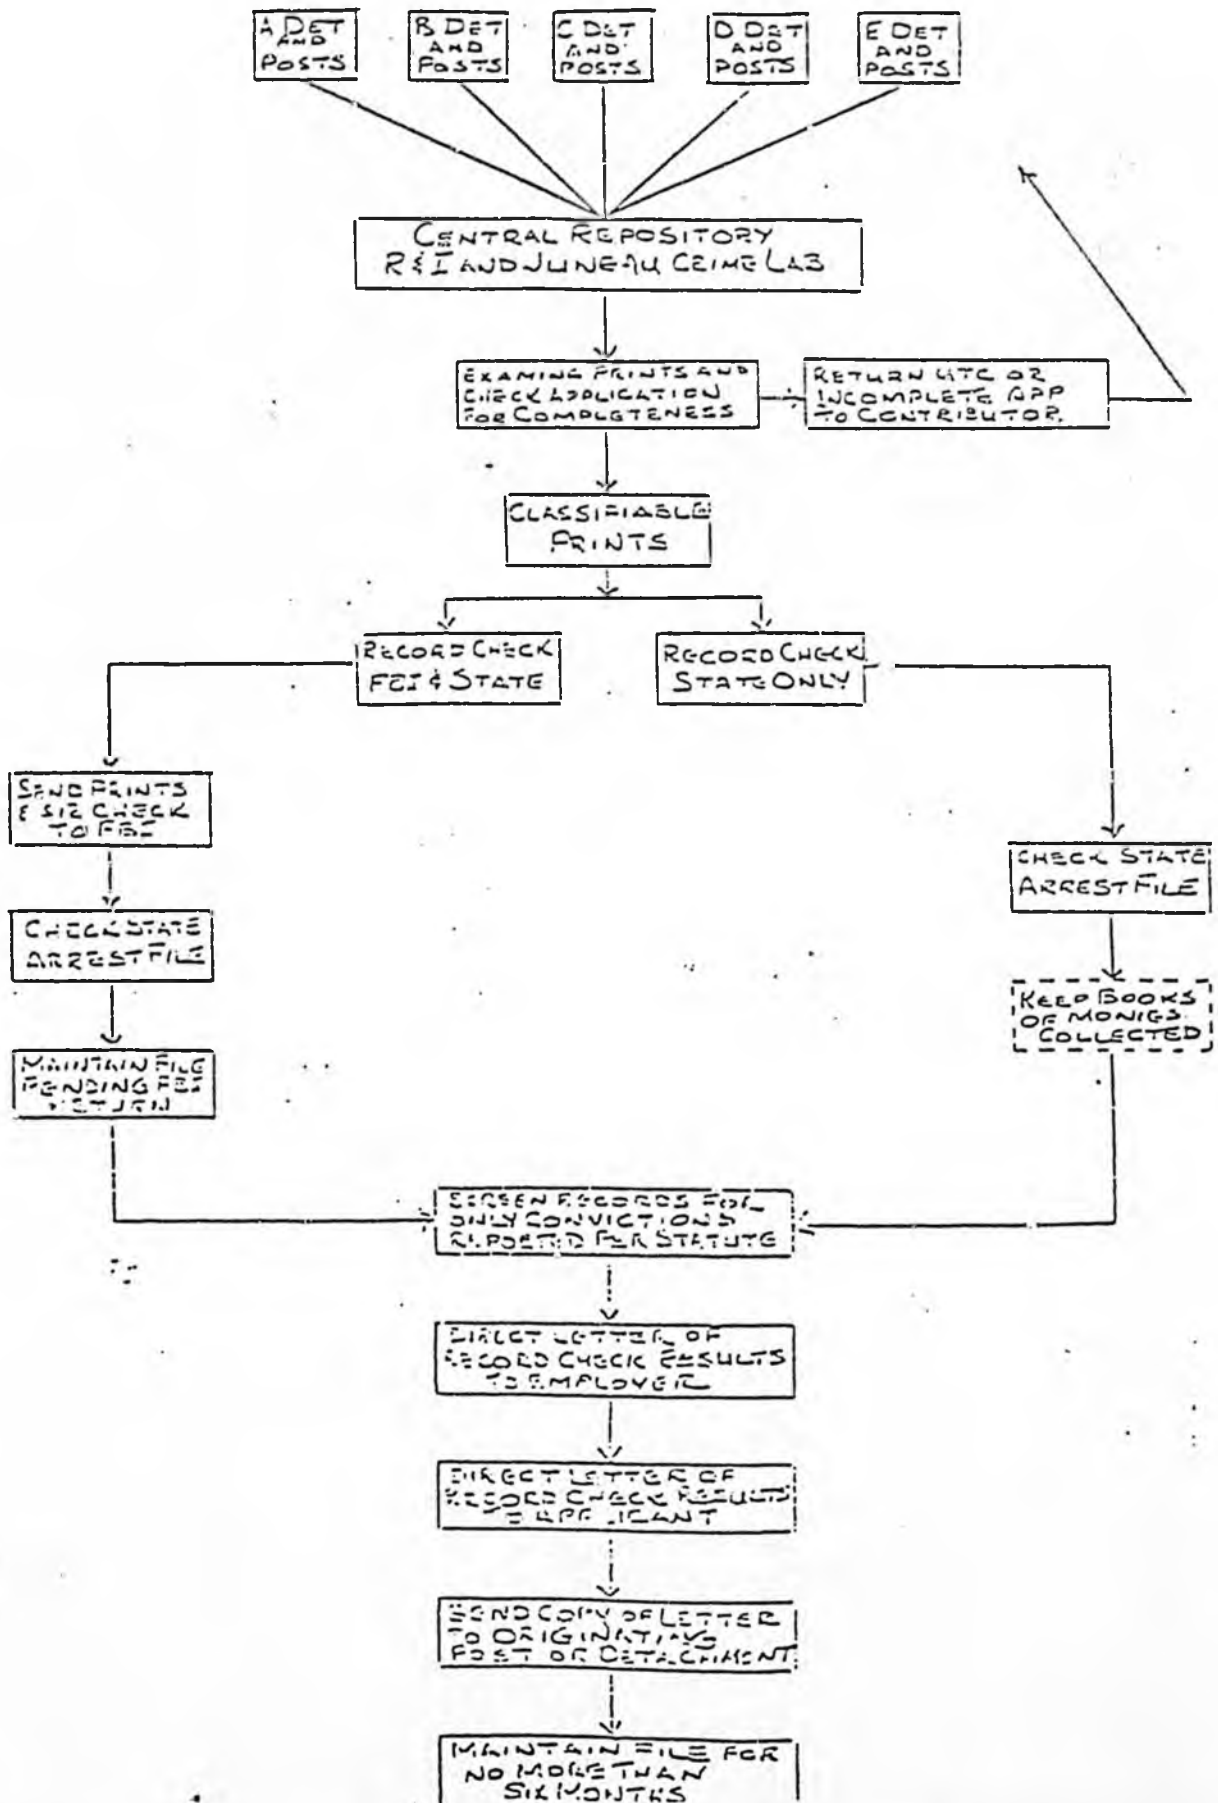 A DET
AND
POSTS
B DET
AND
POSTS
C DET
AND
POSTS
D DET
AND
POSTS
E DET
AND
POSTS
CENTRAL REPOSITORY
R&I AND JUNEAU CRIME LAB
EXAMINE PRINTS AND
CHECK APPLICATION
FOR COMPLETENESS
RETURN UTC OR
INCOMPLETE APP
TO CONTRIBUTOR.
CLASSIFIABLE
PRINTS
RECORD CHECK
FBI & STATE
RECORD CHECK
STATE ONLY
SEND PRINTS
& CHECK
TO FBI
CHECK STATE
ARREST FILE
CHECK STATE
ARREST FILE
MAINTAIN FILE
PENDING FBI
RETURN
KEEP BOOKS
OF MONIES
COLLECTED
SCREEN RECORDS FOR
ONLY CONVICTIONS
REPORTED PER STATUTE
DIRECT LETTER OF
RECORD CHECK RESULTS
TO EMPLOYER
DIRECT LETTER OF
RECORD CHECK RESULTS
TO APPLICANT
SEND COPY OF LETTER
TO ORIGINATING
POST OR DETACHMENT
MAINTAIN FILE FOR
NO MORE THAN
SIX MONTHS